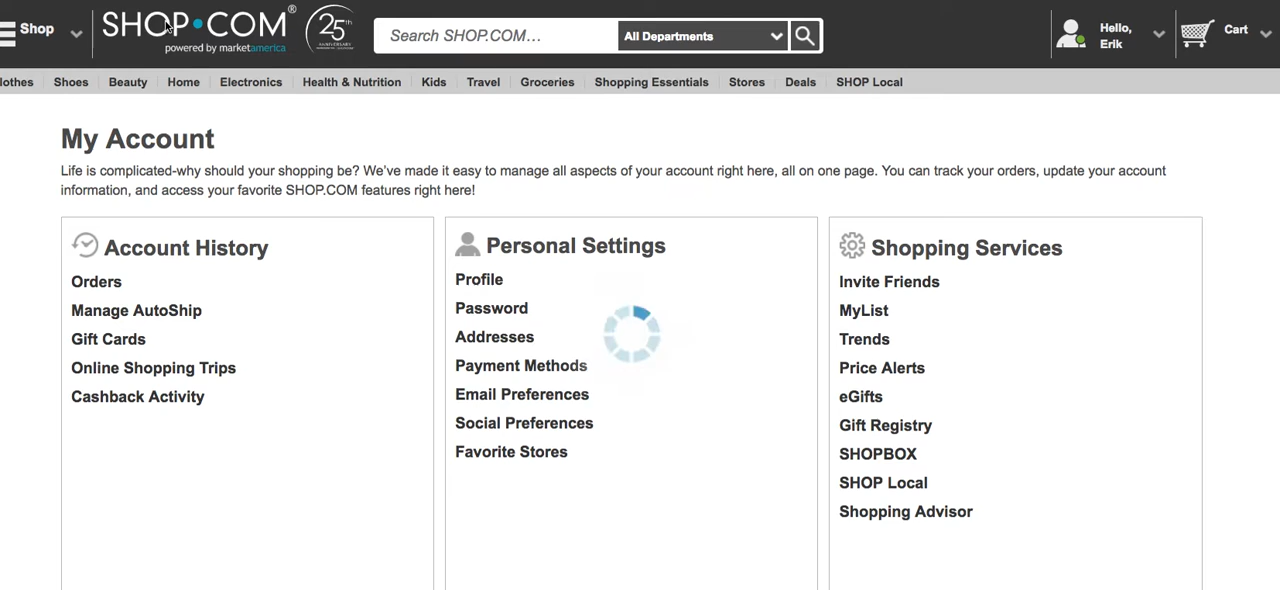 Shop
SHOP•COM®
powered by marketamerica
25th
ANNIVERSARY
Search SHOP.COM...
All Departments
Hello,
Erik
Cart
lothes
Shoes
Beauty
Home
Electronics
Health & Nutrition
Kids
Travel
Groceries
Shopping Essentials
Stores
Deals
SHOP Local
My Account
Life is complicated-why should your shopping be? We've made it easy to manage all aspects of your account right here, all on one page. You can track your orders, update your account
information, and access your favorite SHOP.COM features right here!
Account History
Orders
Manage AutoShip
Gift Cards
Online Shopping Trips
Cashback Activity
Personal Settings
Profile
Password
Addresses
Payment Methods
Email Preferences
Social Preferences
Favorite Stores
Shopping Services
Invite Friends
MyList
Trends
Price Alerts
eGifts
Gift Registry
SHOPBOX
SHOP Local
Shopping Advisor